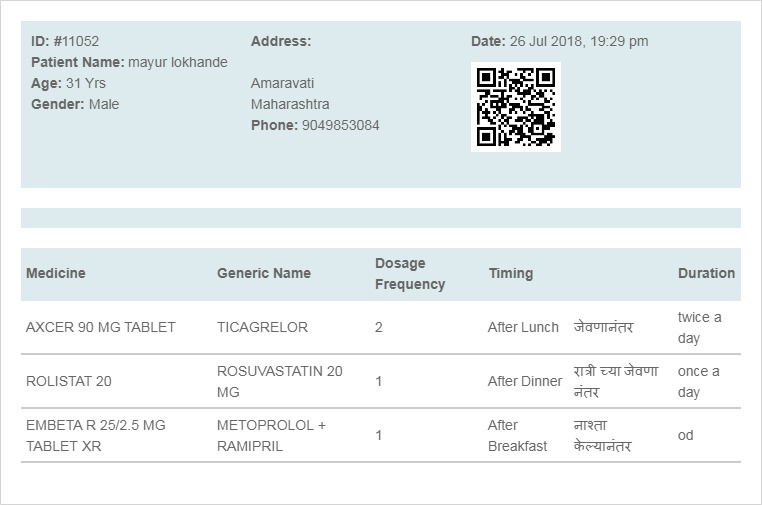 ID: #11052
Patient Name: mayur lokhande
Age: 31 Yrs
Gender: Male
Address:
Amaravati
Maharashtra
Phone: 9049853084
Date: 26 Jul 2018, 19:29 pm
Medicine Generic Name Dosage Frequency Timing Duration
AXCER 90 MG TABLET TICAGRELOR 2 After Lunch जेवणानंतर twice a day
ROLISTAT 20 ROSUVASTATIN 20 MG 1 After Dinner रात्री च्या जेवणा नंतर once a day
EMBETA R 25/2.5 MG TABLET XR METOPROLOL + RAMIPRIL 1 After Breakfast नाश्ता केल्यानंतर od